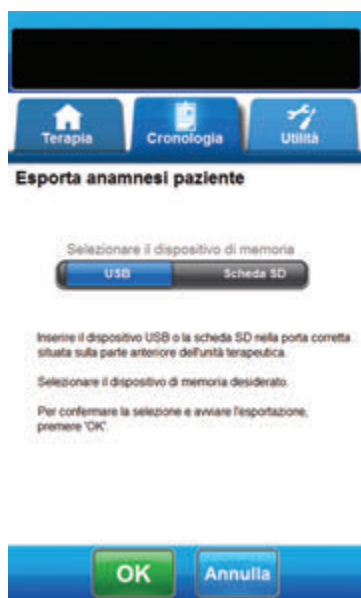 Terapia Cronologia Utilità
Esporta anamnesi paziente
Selezionare il dispositivo di memoria
USB Scheda SD
Inserire il dispositivo USB o la scheda SD nella porta corretta
situata sulla parte anteriore dell'unità terapeutica.
Selezionare il dispositivo di memoria desiderato.
Per confermare la selezione e avviare l'esportazione,
premere 'OK'
OK Annulla